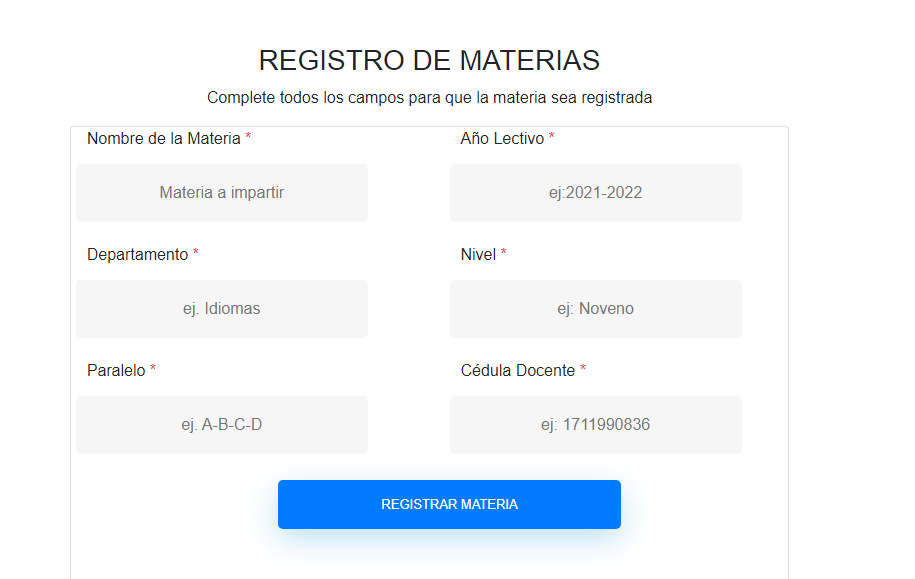 REGISTRO DE MATERIAS
Complete todos los campos para que la materia sea registrada
Nombre de la Materia *
Año Lectivo *
Materia a impartir
ej:2021-2022
Departamento *
Nivel *
ej. Idiomas
ej: Noveno
Paralelo *
Cédula Docente *
ej. A-B-C-D
ej: 1711990836
REGISTRAR MATERIA